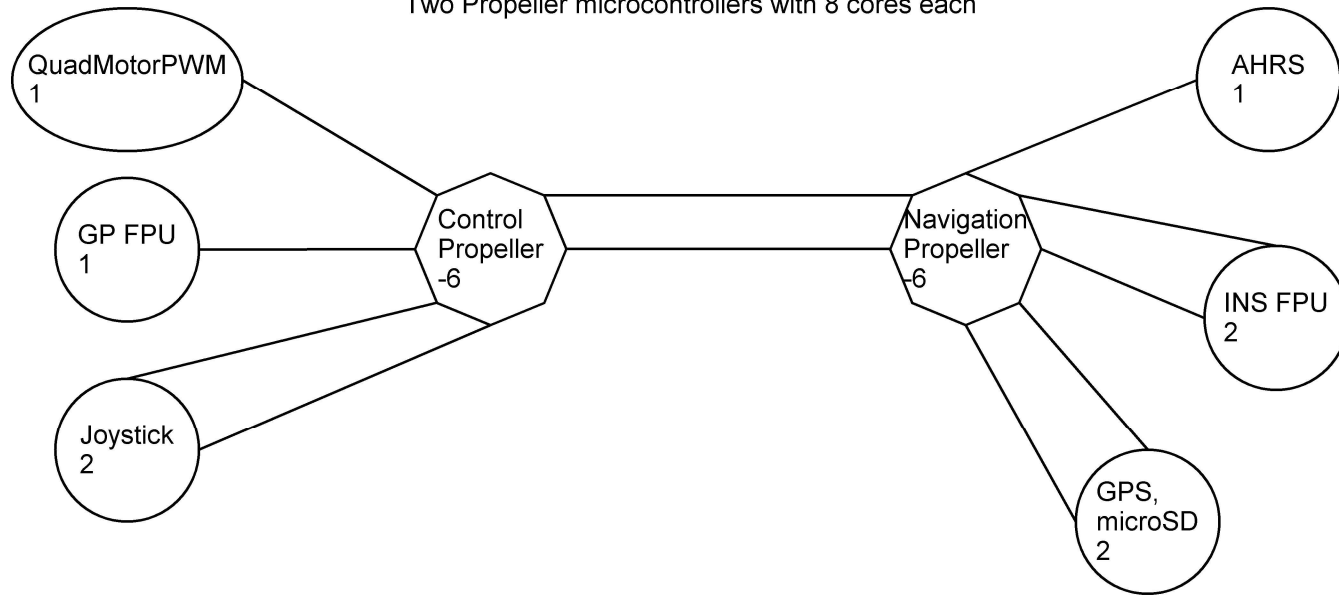 Two Propeller microcontrollers with 8 cores each
QuadMotorPWM
1
AHRS
1
GP FPU
1
Control
Propeller
-6
Navigation
Propeller
-6
INS FPU
2
Joystick
2
GPS,
microSD
2